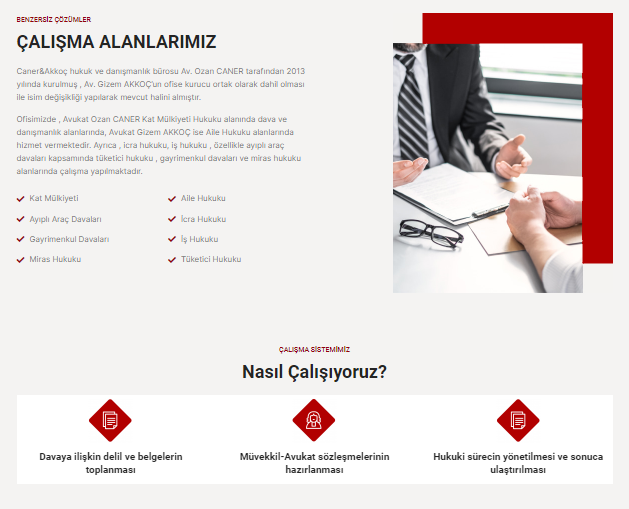 BENZERSİZ ÇÖZÜMLER
ÇALIŞMA ALANLARIMIZ
Caner&Akkoç hukuk ve danışmanlık bürosu Av. Ozan CANER tarafından 2013
yılında kurulmuş , Av. Gizem AKKOÇ'un ofise kurucu ortak olarak dahil olması
ile isim değişikliği yapılarak mevcut halini almıştır.
Ofisimizde , Avukat Ozan CANER Kat Mülkiyeti Hukuku alanında dava ve
danışmanlık alanlarında, Avukat Gizem AKKOÇ ise Aile Hukuku alanlarında
hizmet vermektedir. Ayrıca , icra hukuku, iş hukuku , özellikle ayıplı araç
davaları kapsamında tüketici hukuku , gayrimenkul davaları ve miras hukuku
alanlarında çalışma yapılmaktadır.
Kat Mülkiyeti
Ayıplı Araç Davaları
Gayrimenkul Davaları
Miras Hukuku
Aile Hukuku
İcra Hukuku
İş Hukuku
Tüketici Hukuku
ÇALIŞMA SİSTEMİMİZ
Nasıl Çalışıyoruz?
Davaya ilişkin delil ve belgelerin
toplanması
Müvekkil-Avukat sözleşmelerinin
hazırlanması
Hukuki sürecin yönetilmesi ve sonuca
ulaştırılması